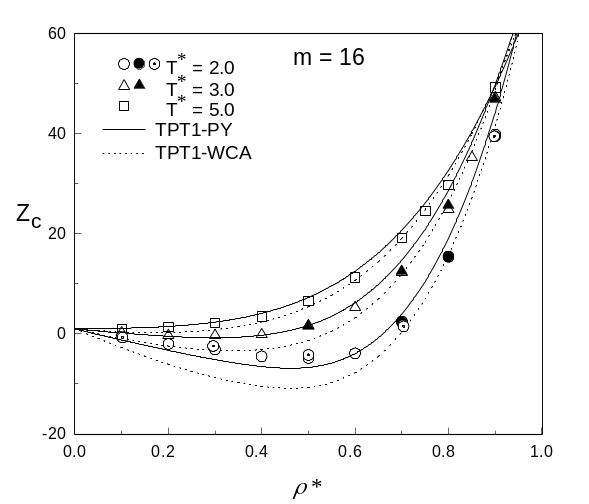 60
m = 16
T* = 2.0
T* = 3.0
T* = 5.0
TPT1-PY
TPT1-WCA
40
Zc
20
0
-20
0.0 0.2 0.4 0.6 0.8 1.0
ρ*